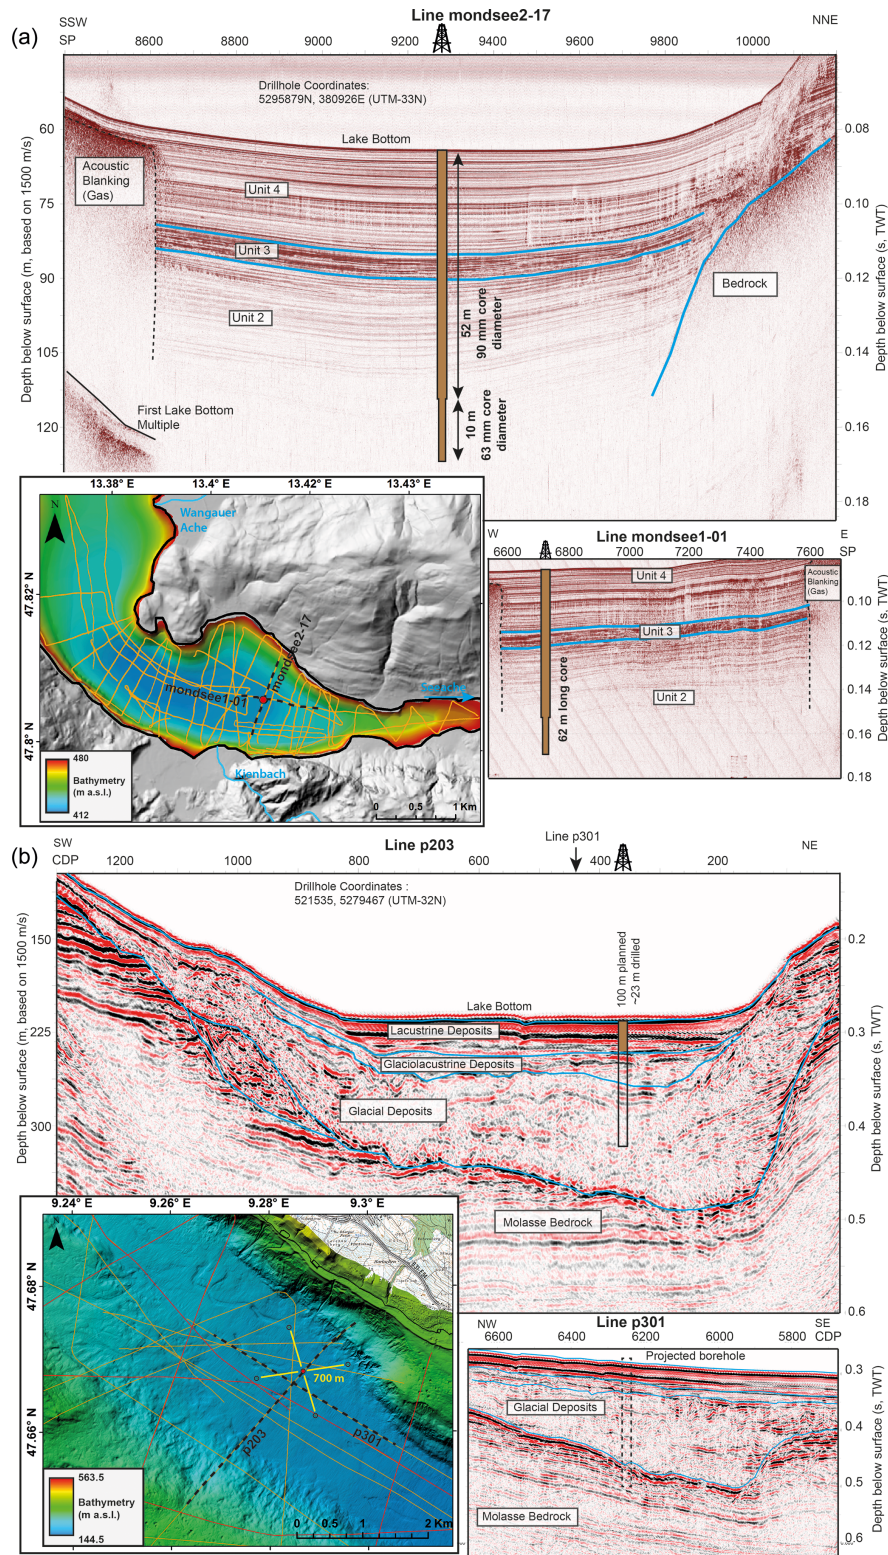 (a)
Line mondsee2-17
SSW
NNE
SP
8600
8800
9000
9200
9400
9600
9800
10000
Drillhole Coordinates:
5295879N, 380926E (UTM-33N)
Lake Bottom
Acoustic
Blanking
(Gas)
Unit 4
Unit 3
Unit 2
Bedrock
52 m
90 mm core
diameter
10 m
63 mm core
diameter
First Lake Bottom
Multiple
Depth below surface (m, based on 1500 m/s)
60
75
90
105
120
Depth below surface (s, TWT)
0.08
0.10
0.12
0.14
0.16
0.18
13.38° E
13.4° E
13.42° E
13.43° E
47.82° N
47.8° N
N
Wangauer
Ache
mondsee2-17
mondsee1-01
Kienbach
480
Bathymetry
(m a.s.l.)
412
0 0.5 1 Km
Line mondsee1-01
W
E
SP
6600
6800
7000
7200
7400
7600
Unit 4
Acoustic
Blanking
(Gas)
Unit 3
Unit 2
62 m long core
0.10
0.12
0.14
0.16
0.18
Depth below surface (s, TWT)
(b)
Line p203
SW
NE
CDP
1200
1000
800
600
400
200
Line p301
Drillhole Coordinates :
521535, 5279467 (UTM-32N)
100 m planned
~23 m drilled
Lake Bottom
Lacustrine Deposits
Glaciolacustrine Deposits
Glacial Deposits
Molasse Bedrock
Depth below surface (m, based on 1500 m/s)
150
225
300
Depth below surface (s, TWT)
0.2
0.3
0.4
0.5
0.6
9.24° E
9.26° E
9.28° E
9.3° E
47.68° N
47.66° N
700 m
p203
p301
563.5
Bathymetry
(m a.s.l.)
144.5
0 0.5 1 2 Km
Line p301
NW
SE
6600
6400
6200
6000
5800
CDP
Projected borehole
Glacial Deposits
Molasse Bedrock
0.3
0.4
0.5
0.6
Depth below surface (s, TWT)